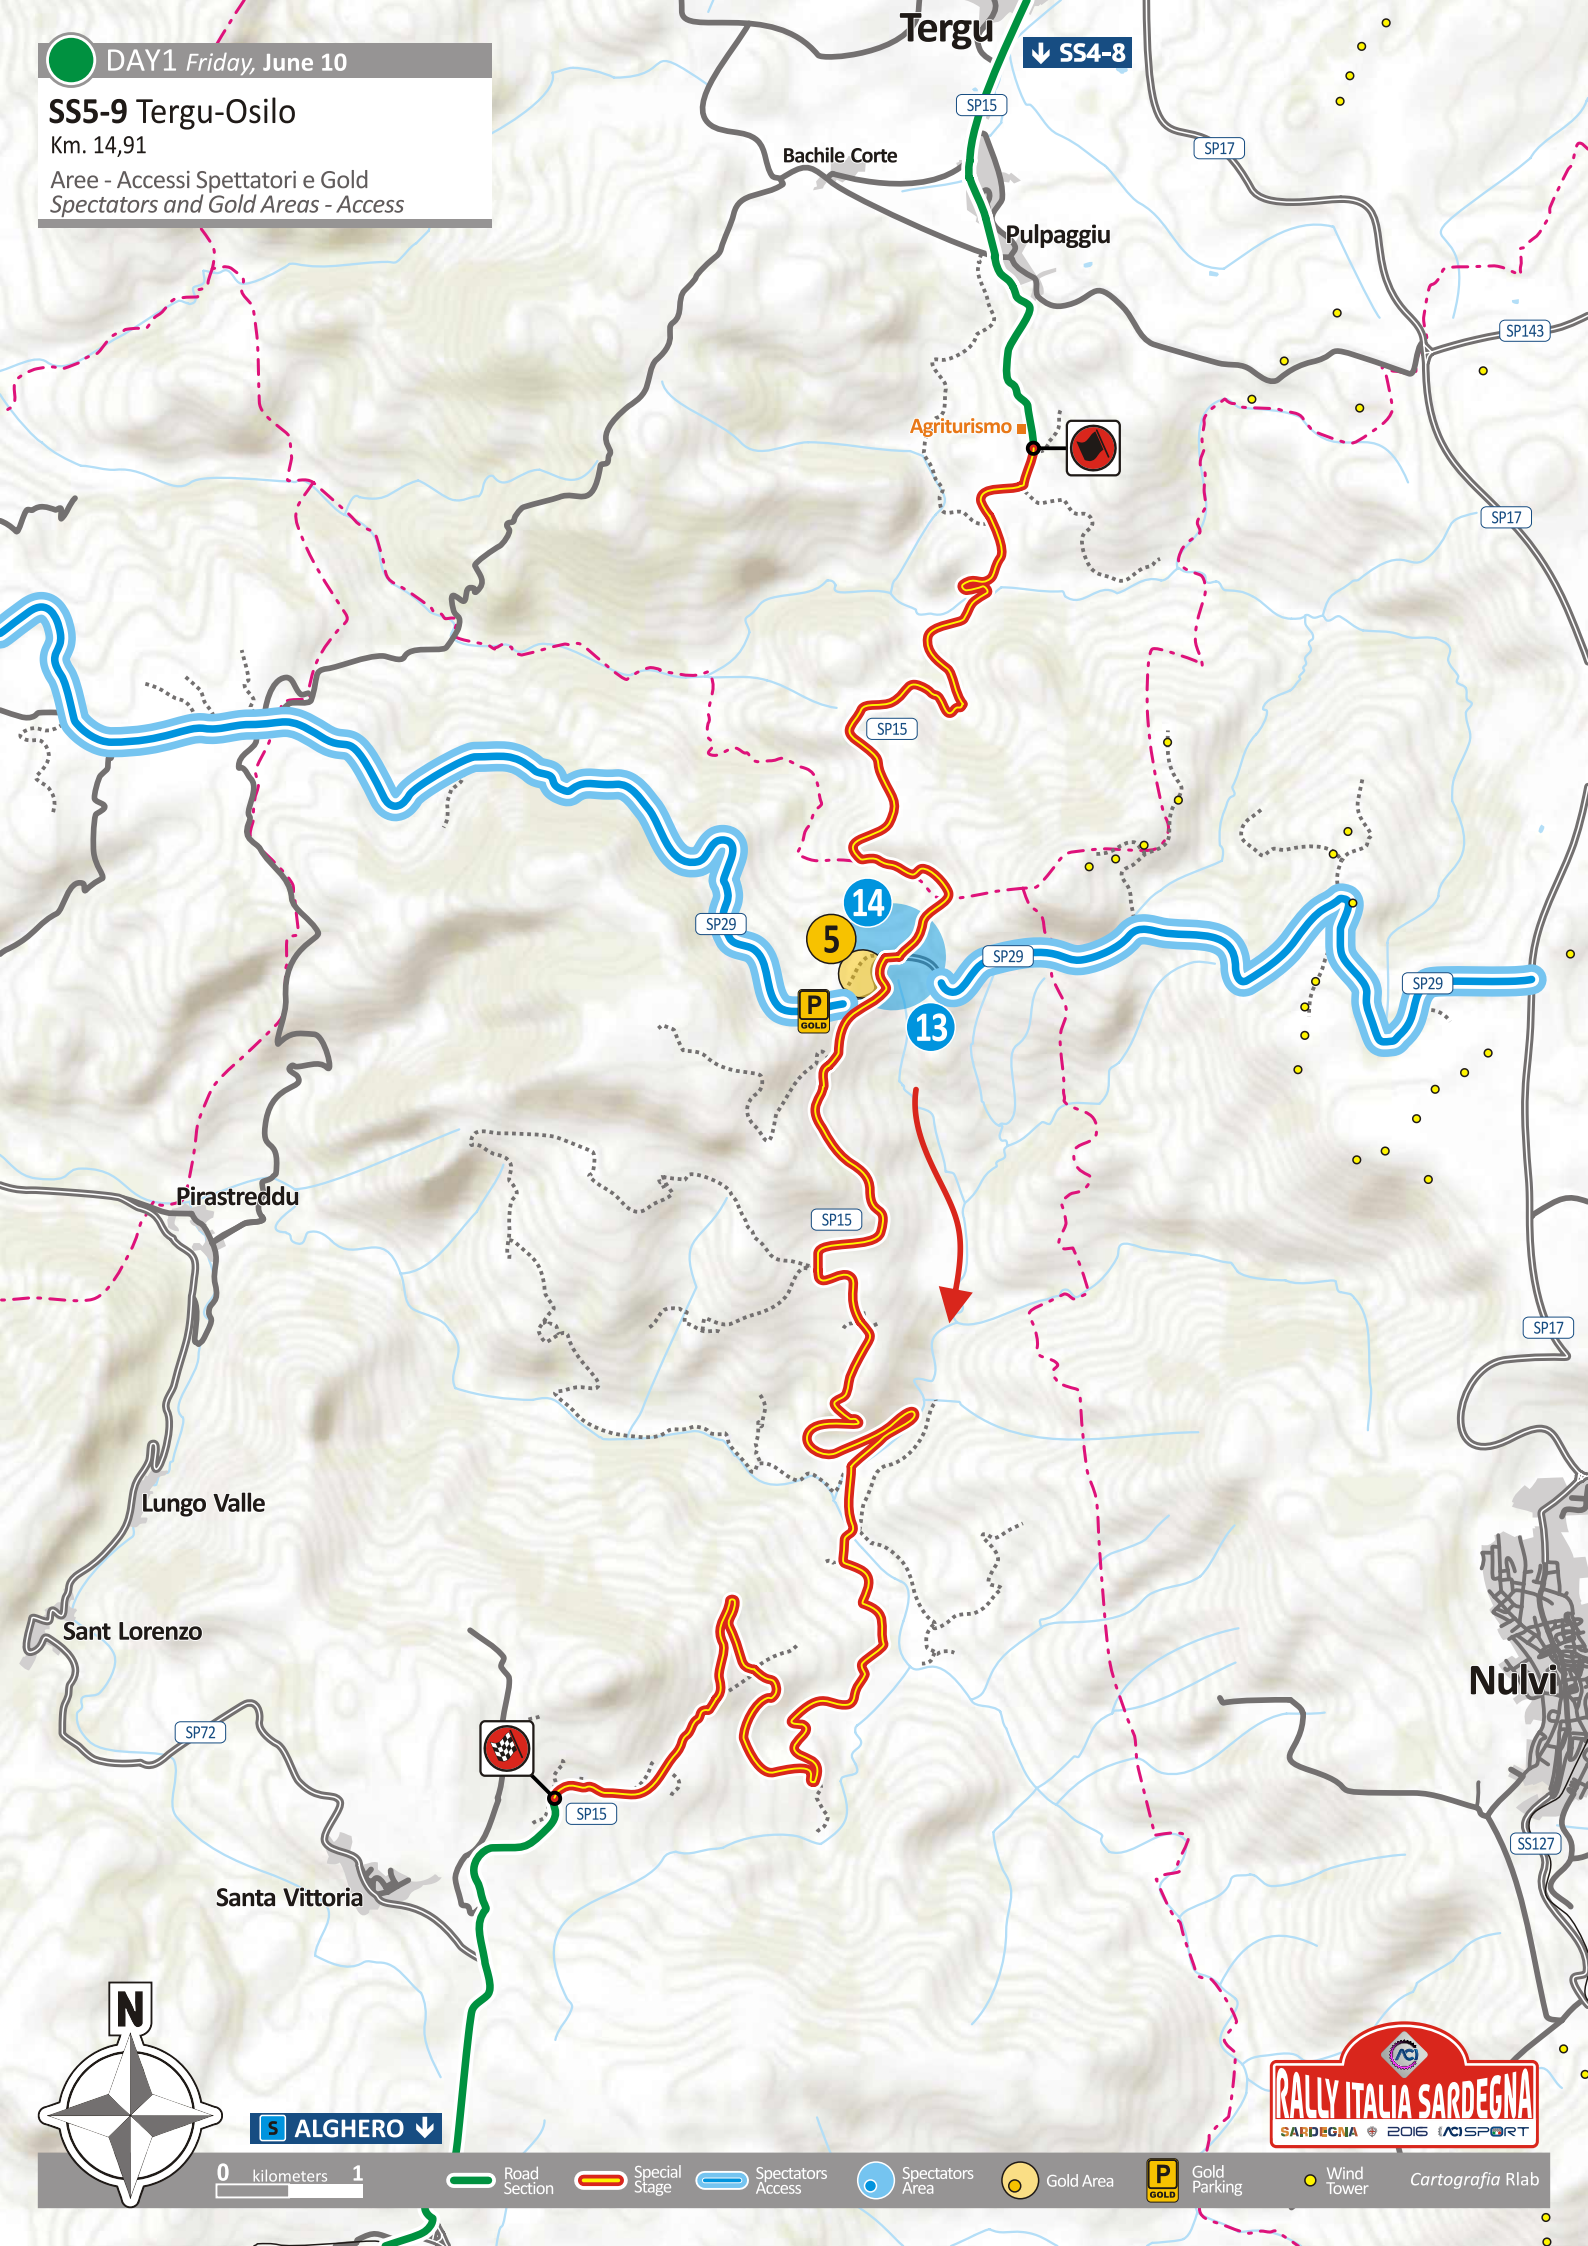 DAY1 Friday, June 10
SS5-9 Tergu-Osilo
Km. 14,91
Aree - Accessi Spettatori e Gold
Spectators and Gold Areas - Access
Tergu
SS4-8
SP15
SP17
Bachile Corte
Pulpaggiu
SP143
Agriturismo
SP17
SP15
14
5
SP29
SP29
SP29
P
GOLD
13
Pirastreddu
SP15
SP17
Lungo Valle
Sant Lorenzo
Nulvi
SP72
SP15
SS127
Santa Vittoria
N
ACI
RALLY ITALIA SARDEGNA
SARDEGNA 2016 ACI SPORT
S ALGHERO
0 kilometers 1
Road
Section
Special
Stage
Spectators
Access
Spectators
Area
Gold Area
P
GOLD
Gold
Parking
Wind
Tower
Cartografia Rlab